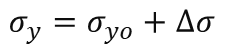 σ_y = σ_yo + Δσ